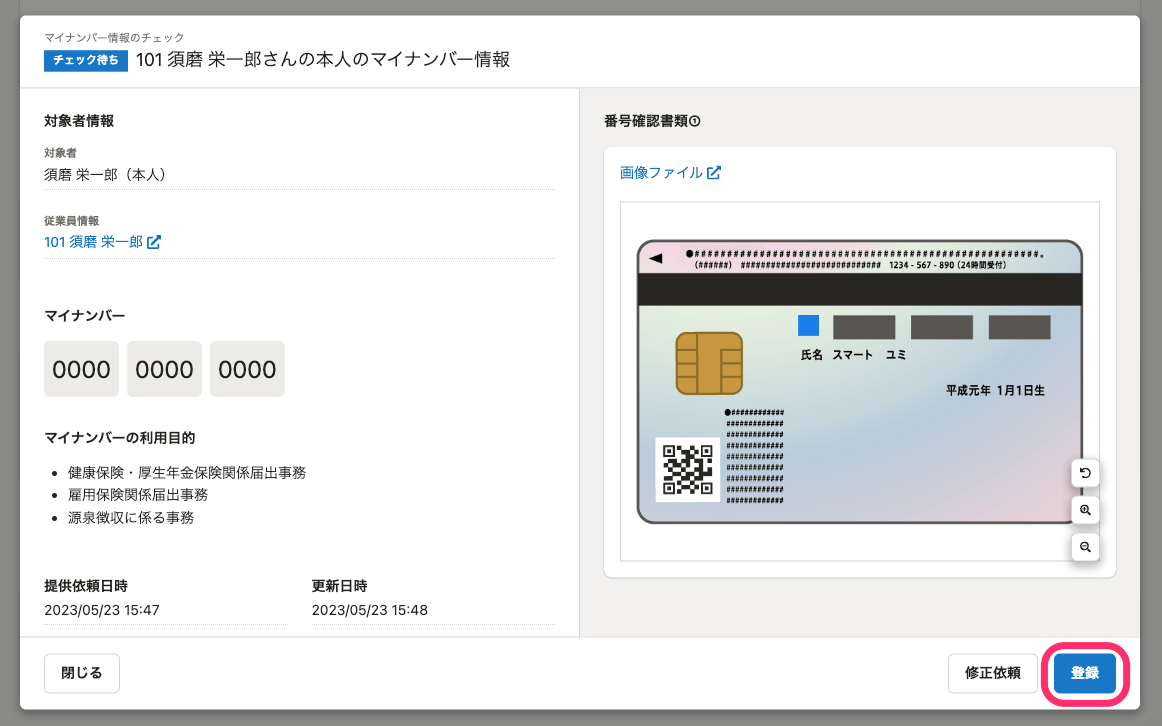 マイナンバー情報のチェック
チェック待ち 101 須磨 栄一郎さんの本人のマイナンバー情報
対象者情報
対象者
須磨 栄一郎（本人）
従業員情報
101 須磨 栄一郎
マイナンバー
0000 0000 0000
マイナンバーの利用目的
• 健康保険・厚生年金保険関係届出事務
• 雇用保険関係届出事務
• 源泉徴収に係る事務
提供依頼日時
2023/05/23 15:47
更新日時
2023/05/23 15:48
番号確認書類①
画像ファイル
●######################################################。
(######) ############################ 1234 - 567 - 890 (24時間受付)
氏名 スマート ユミ
平成元年 1月1日生
●############
#############
#############
#############
#############
#############
#############
#############
#############
閉じる
修正依頼
登録